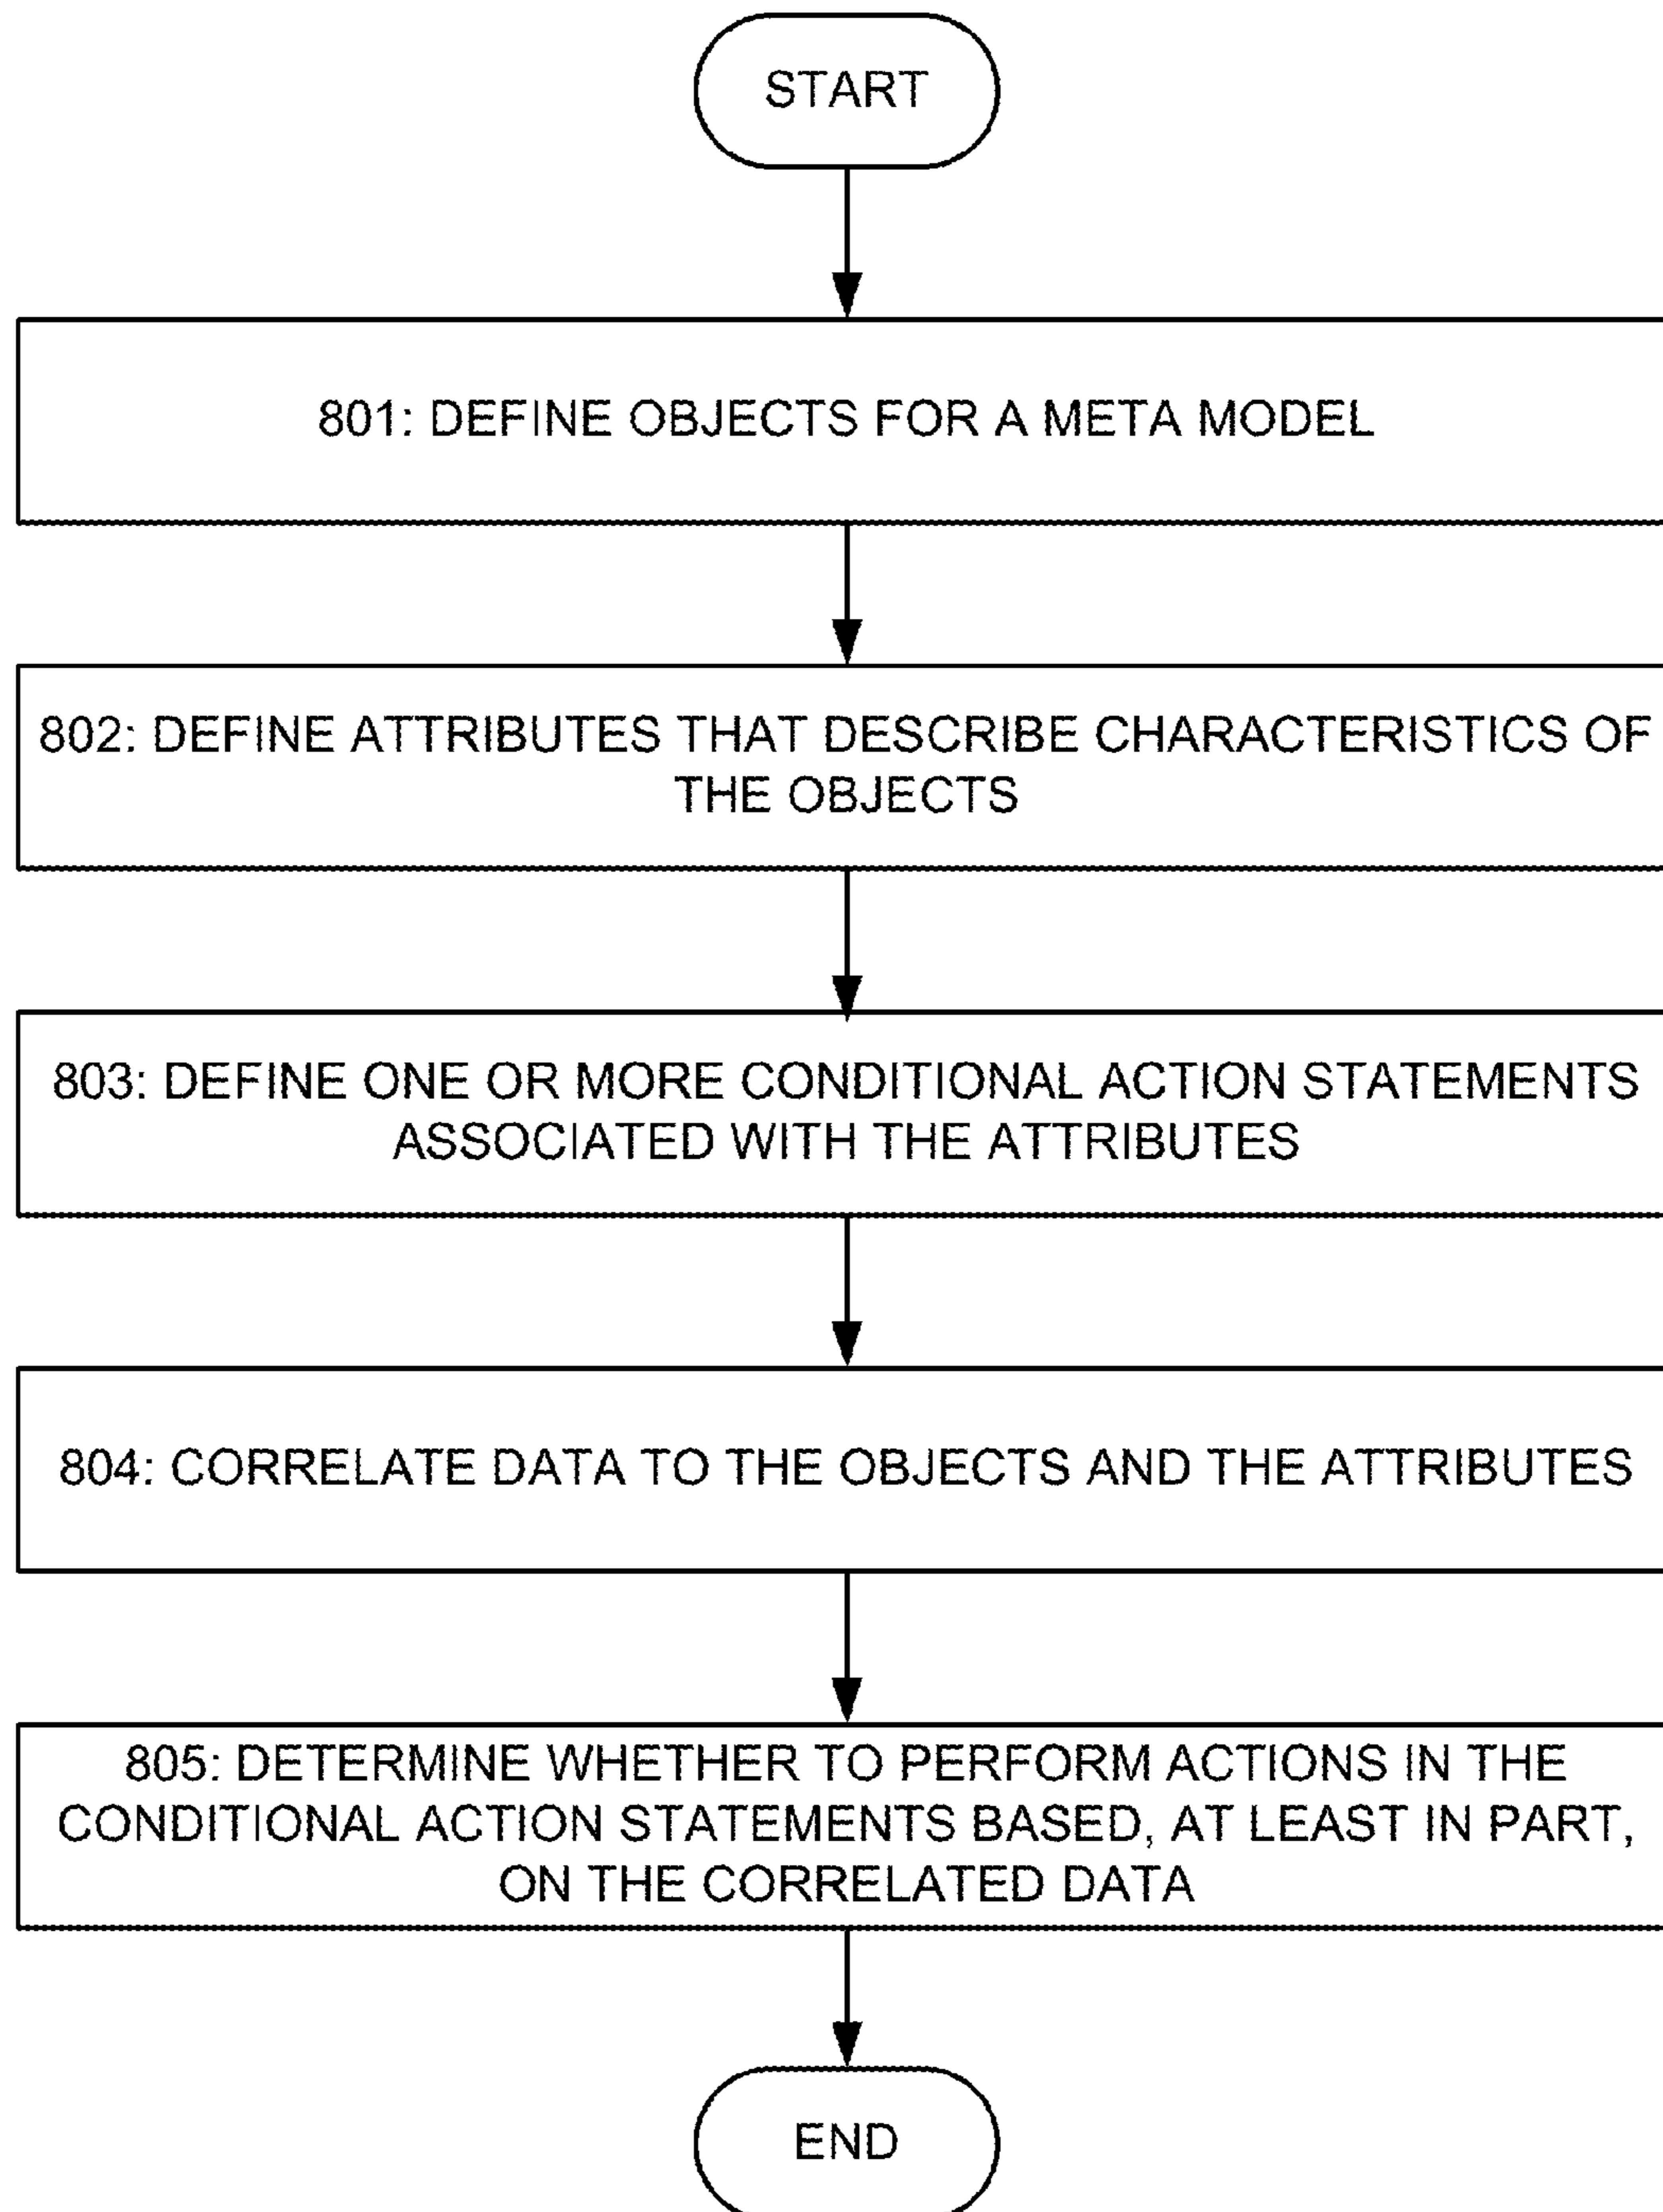 START
801: DEFINE OBJECTS FOR A META MODEL
802: DEFINE ATTRIBUTES THAT DESCRIBE CHARACTERISTICS OF
THE OBJECTS
803: DEFINE ONE OR MORE CONDITIONAL ACTION STATEMENTS
ASSOCIATED WITH THE ATTRIBUTES
804: CORRELATE DATA TO THE OBJECTS AND THE ATTRIBUTES
805: DETERMINE WHETHER TO PERFORM ACTIONS IN THE
CONDITIONAL ACTION STATEMENTS BASED, AT LEAST IN PART,
ON THE CORRELATED DATA
END